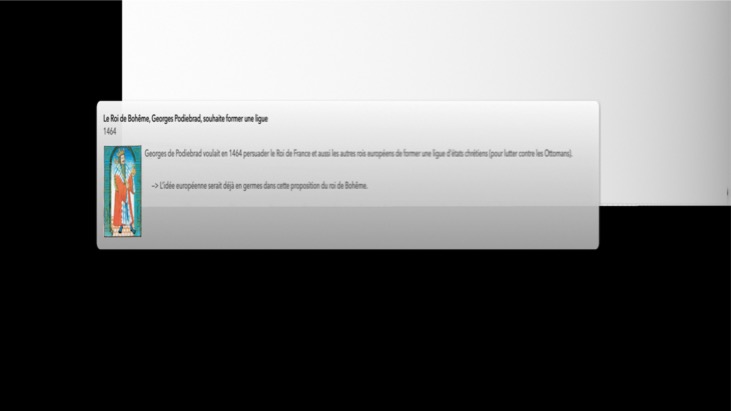 Le Roi de Bohême, Georges Podiebrad, souhaite former une ligue
1464
Georges de Podiebrad voulait en 1464 persuader le Roi de France et aussi les autres rois européens de former une ligue d'états chrétiens (pour lutter contre les Ottomans).
–> L'idée européenne serait déjà en germes dans cette proposition du roi de Bohême.